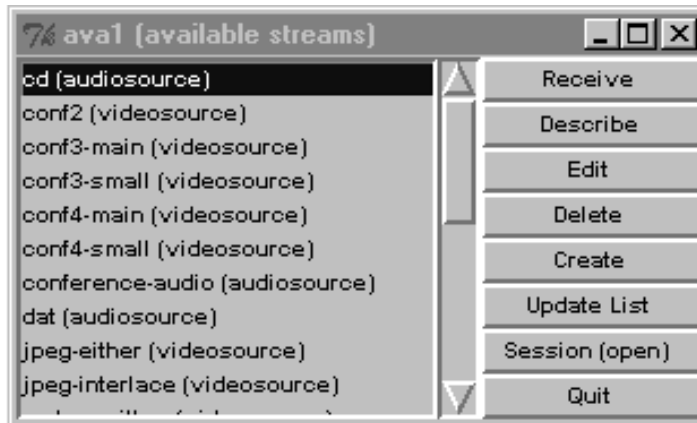 ava1 (available streams)
cd (audiosource)
conf2 (videosource)
conf3-main (videosource)
conf3-small (videosource)
conf4-main (videosource)
conf4-small (videosource)
conference-audio (audiosource)
dat (audiosource)
jpeg-either (videosource)
jpeg-interlace (videosource)
Receive
Describe
Edit
Delete
Create
Update List
Session (open)
Quit